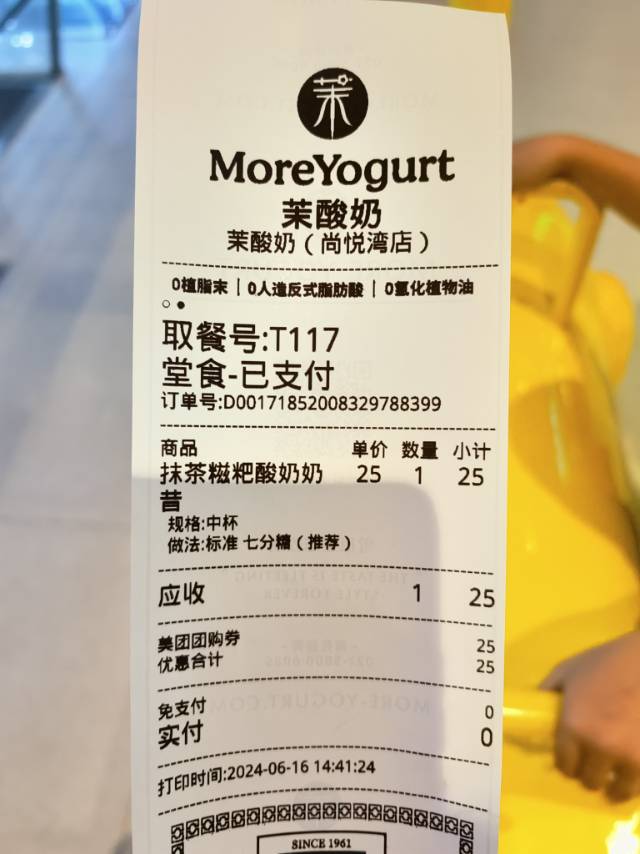 茉
MoreYogurt
茉酸奶
茉酸奶（尚悦湾店）
0植脂末｜0人造反式脂肪酸｜0氢化植物油
取餐号:T117
堂食-已支付
订单号:D00171852008329788399
商品 单价 数量 小计
抹茶糍粑酸奶奶 25 1 25
昔
规格:中杯
做法:标准 七分糖（推荐）
应收 1 25
美团团购券 25
优惠合计 25
免支付 0
实付 0
打印时间:2024-06-16 14:41:24
SINCE 1961